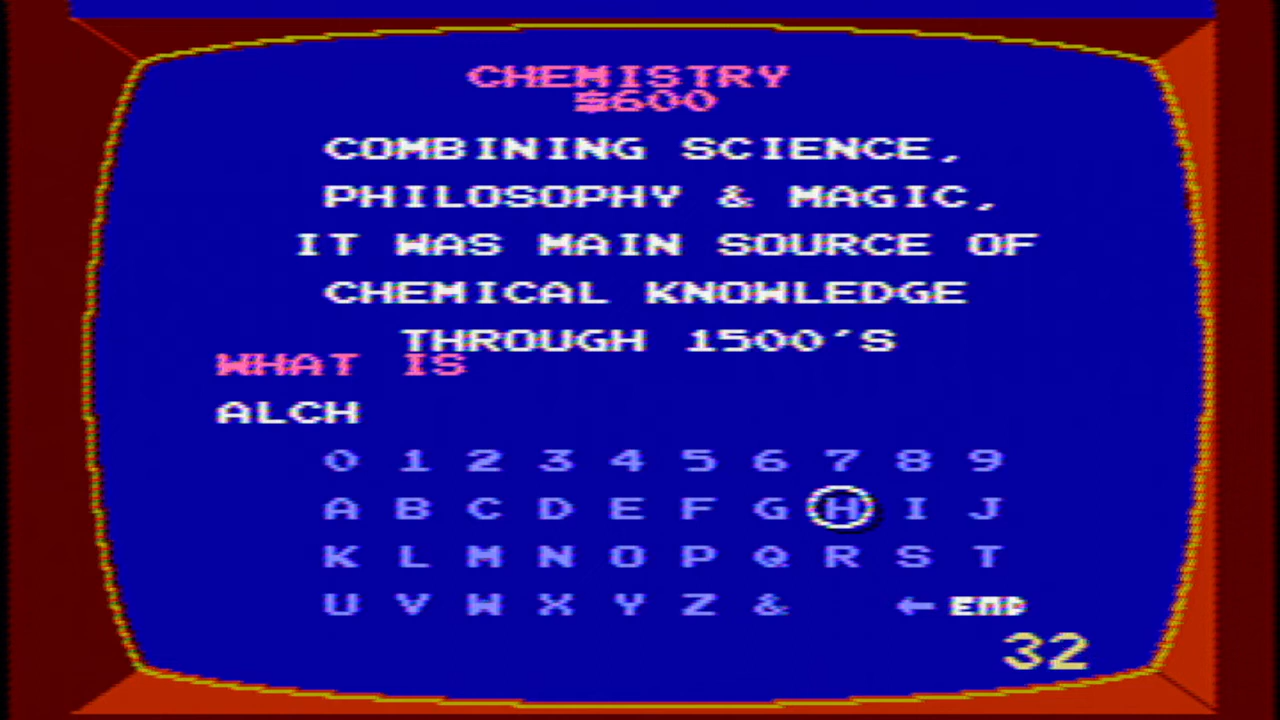 CHEMISTRY
$600
COMBINING SCIENCE,
PHILOSOPHY & MAGIC,
IT WAS MAIN SOURCE OF
CHEMICAL KNOWLEDGE
THROUGH 1500'S
WHAT IS
ALCH
0 1 2 3 4 5 6 7 8 9
A B C D E F G H I J
K L M N O P Q R S T
U V W X Y Z & ← END
32